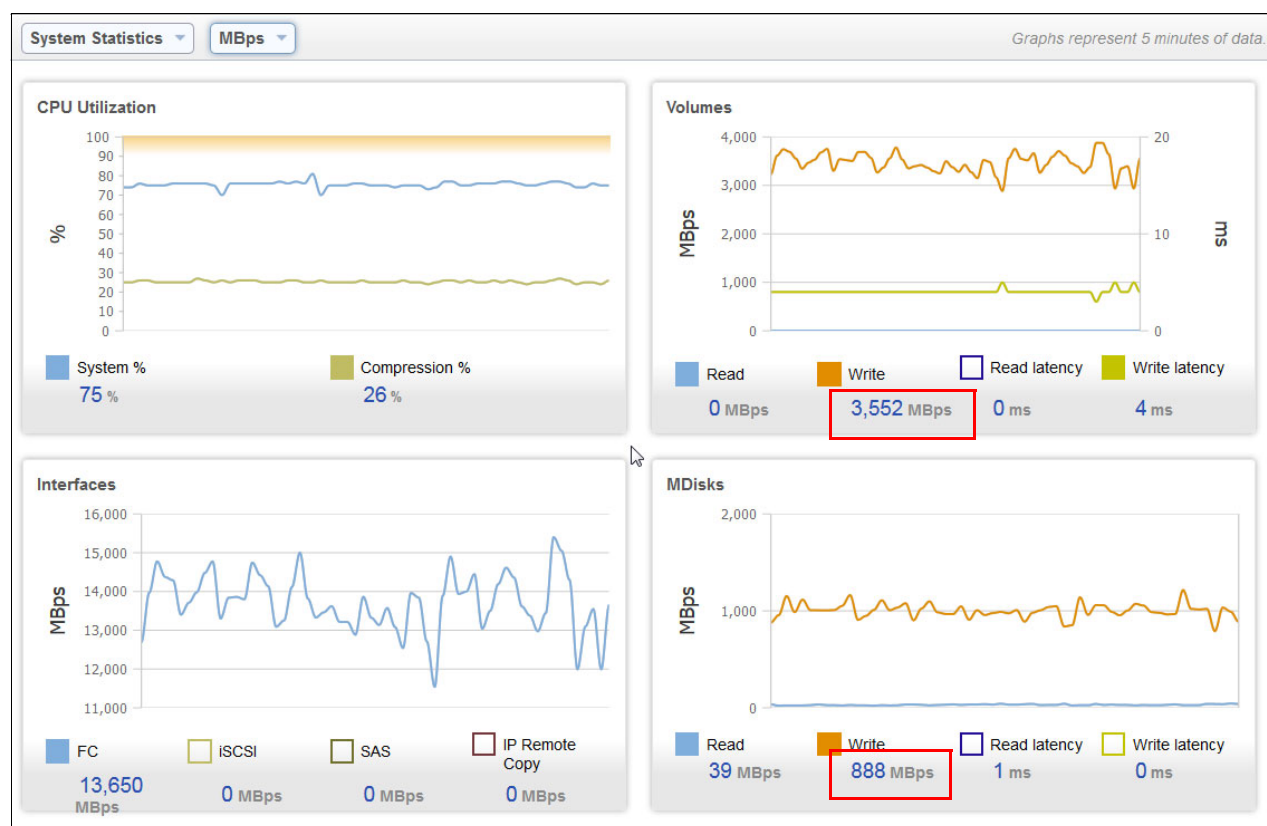 System Statistics MBps Graphs represent 5 minutes of data.
CPU Utilization
100
90
80
70
60
50
40
30
20
10
0
%
System %
75 %
Compression %
26 %
Volumes
4,000
3,000
2,000
1,000
0
MBps
20
10
0
ms
Read
0 MBps
Write
3,552 MBps
Read latency
0 ms
Write latency
4 ms
Interfaces
16,000
15,000
14,000
13,000
12,000
11,000
MBps
FC
13,650
MBps
iSCSI
0 MBps
SAS
0 MBps
IP Remote
Copy
0 MBps
MDisks
2,000
1,000
0
MBps
Read
39 MBps
Write
888 MBps
Read latency
1 ms
Write latency
0 ms